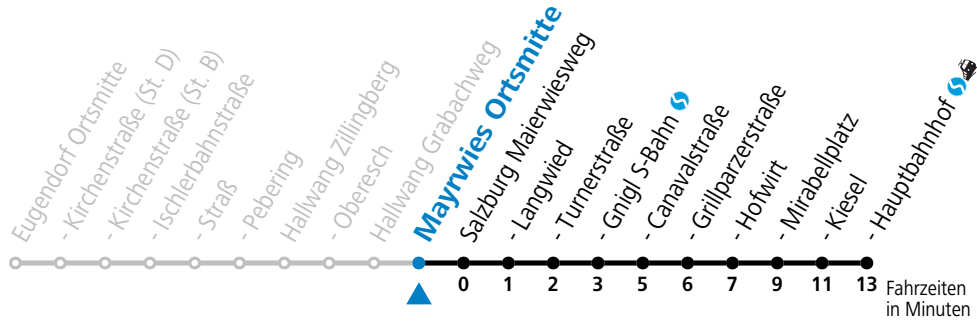 Eugendorf Ortsmitte
- Kirchenstraße (St. D)
- Kirchenstraße (St. B)
- Ischlerbahnstraße
- Straß
- Pebering
Hallwang Zillingberg
- Oberesch
Hallwang Grabachweg
Mayrwies Ortsmitte
Salzburg Maierwiesweg
- Langwied
- Turnerstraße
- Gnigl S-Bahn
- Canavalstraße
- Grillparzerstraße
- Hofwirt
- Mirabellplatz
- Kiesel
- Hauptbahnhof
0 1 2 3 5 6 7 9 11 13
Fahrzeiten
in Minuten